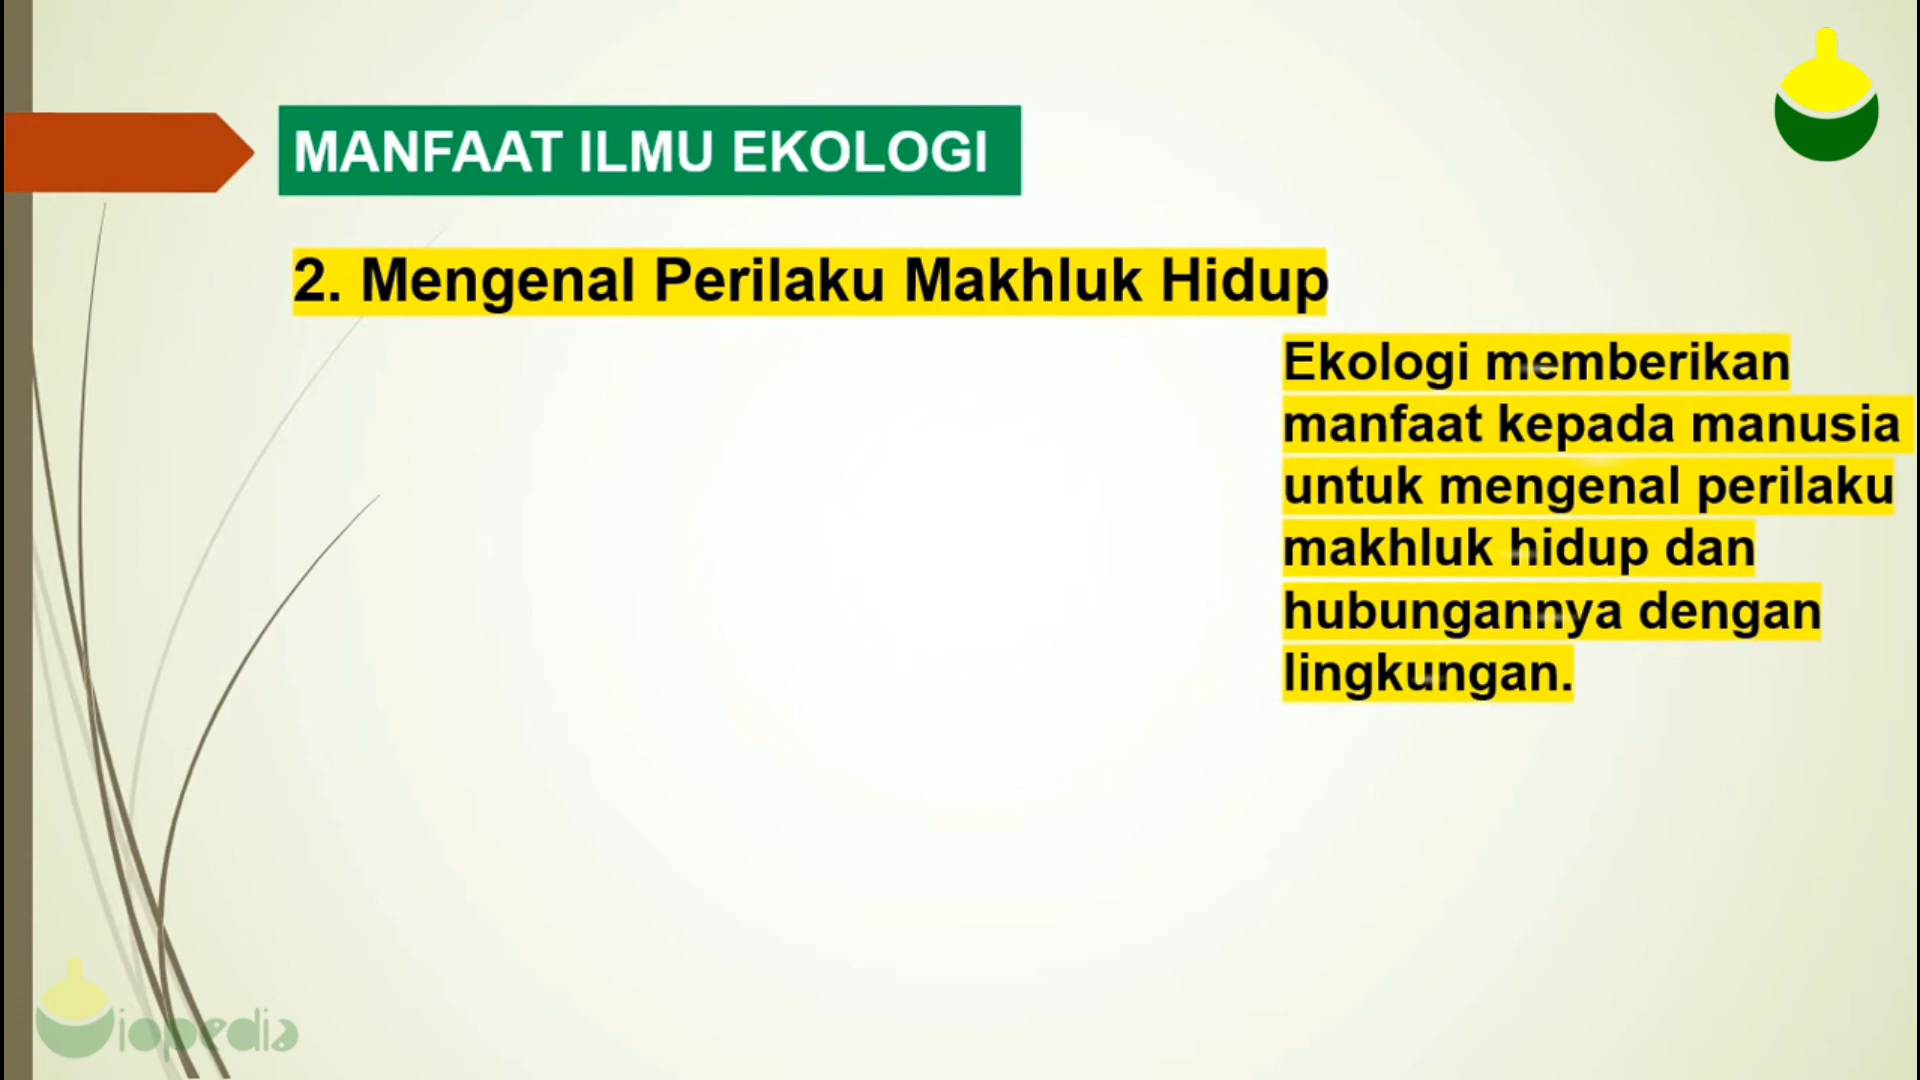 MANFAAT ILMU EKOLOGI
2. Mengenal Perilaku Makhluk Hidup
Ekologi memberikan
manfaat kepada manusia
untuk mengenal perilaku
makhluk hidup dan
hubungannya dengan
lingkungan.
iopedia